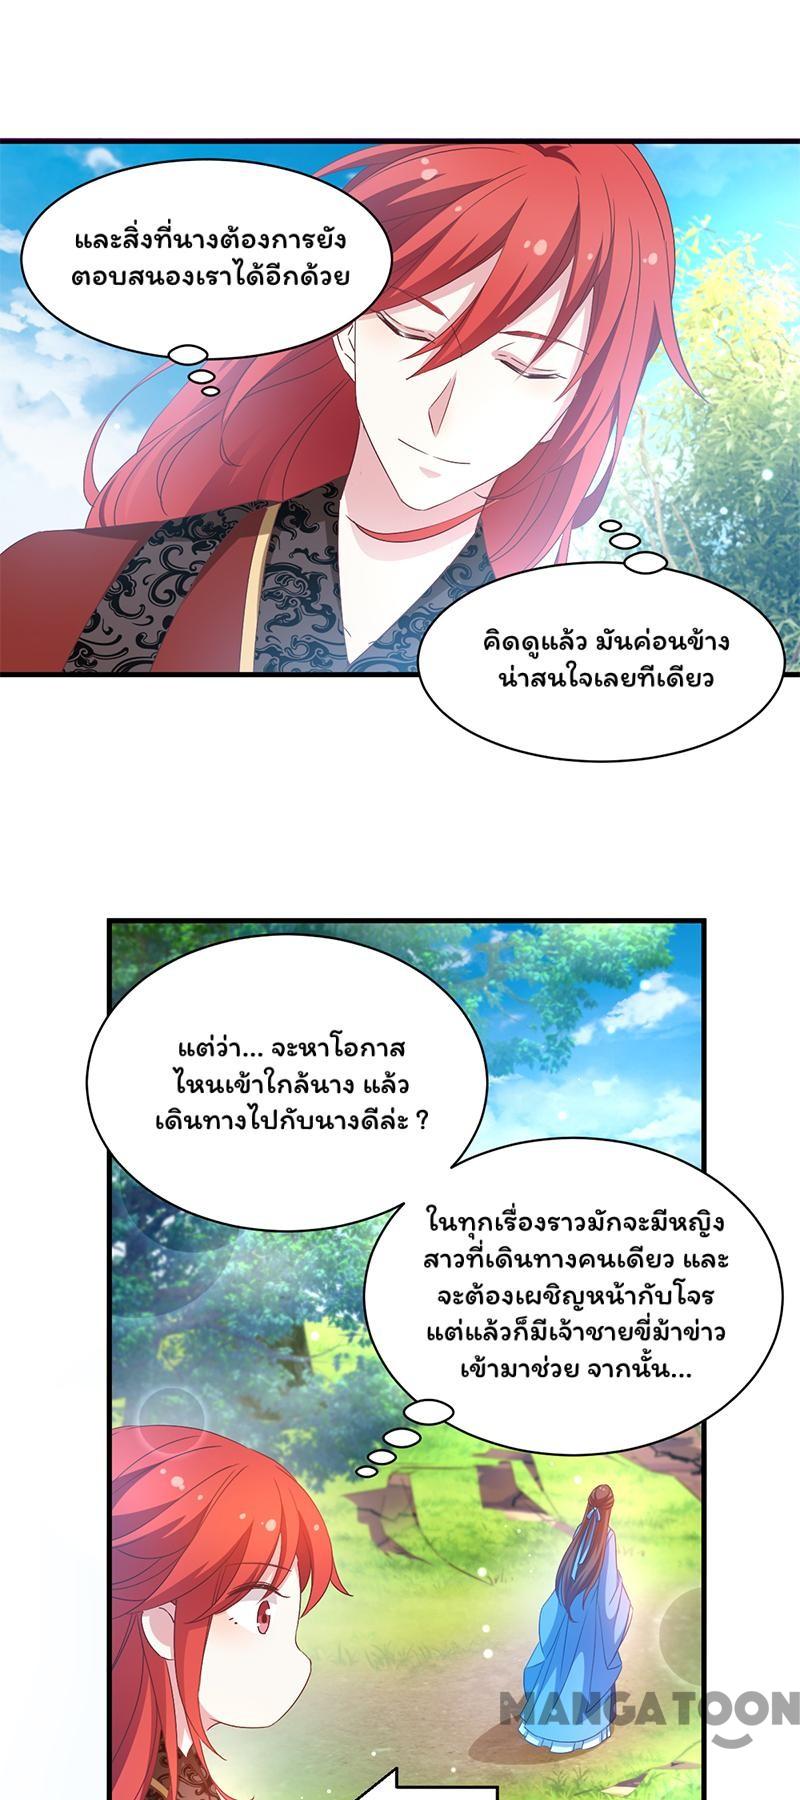 และสิ่งที่นางต้องการยัง
ตอบสนองเราได้อีกด้วย
คิดดูแล้ว มันค่อนข้าง
น่าสนใจเลยทีเดียว
แต่ว่า... จะหาโอกาส
ไหนเข้าใกล้นาง แล้ว
เดินทางไปกับนางดีล่ะ ?
ในทุกเรื่องราวมักจะมีหญิง
สาวที่เดินทางคนเดียว และ
จะต้องเผชิญหน้ากับโจร
แต่แล้วก็มีเจ้าชายขี่ม้าข่าว
เข้ามาช่วย จากนั้น...
MANGATOON